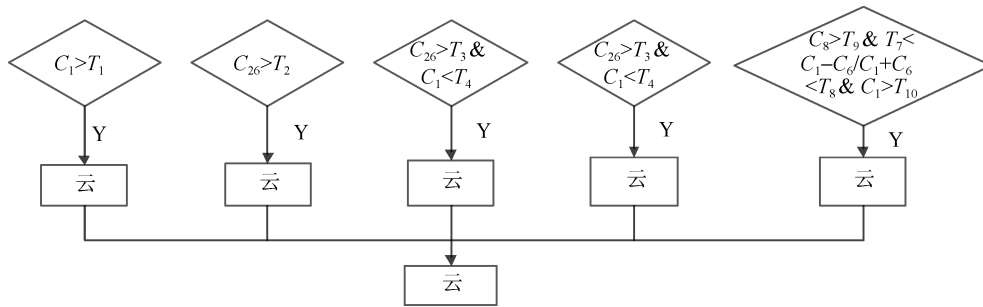 C₁>T₁
C₂₆>T₂
C₂₆>T₃ &
C₁<T₄
C₂₆>T₃ &
C₁<T₄
C₈>T₉ & T₇<
C₁−C₆/C₁+C₆
<T₈ & C₁>T₁₀
Y
Y
Y
Y
Y
云
云
云
云
云
云